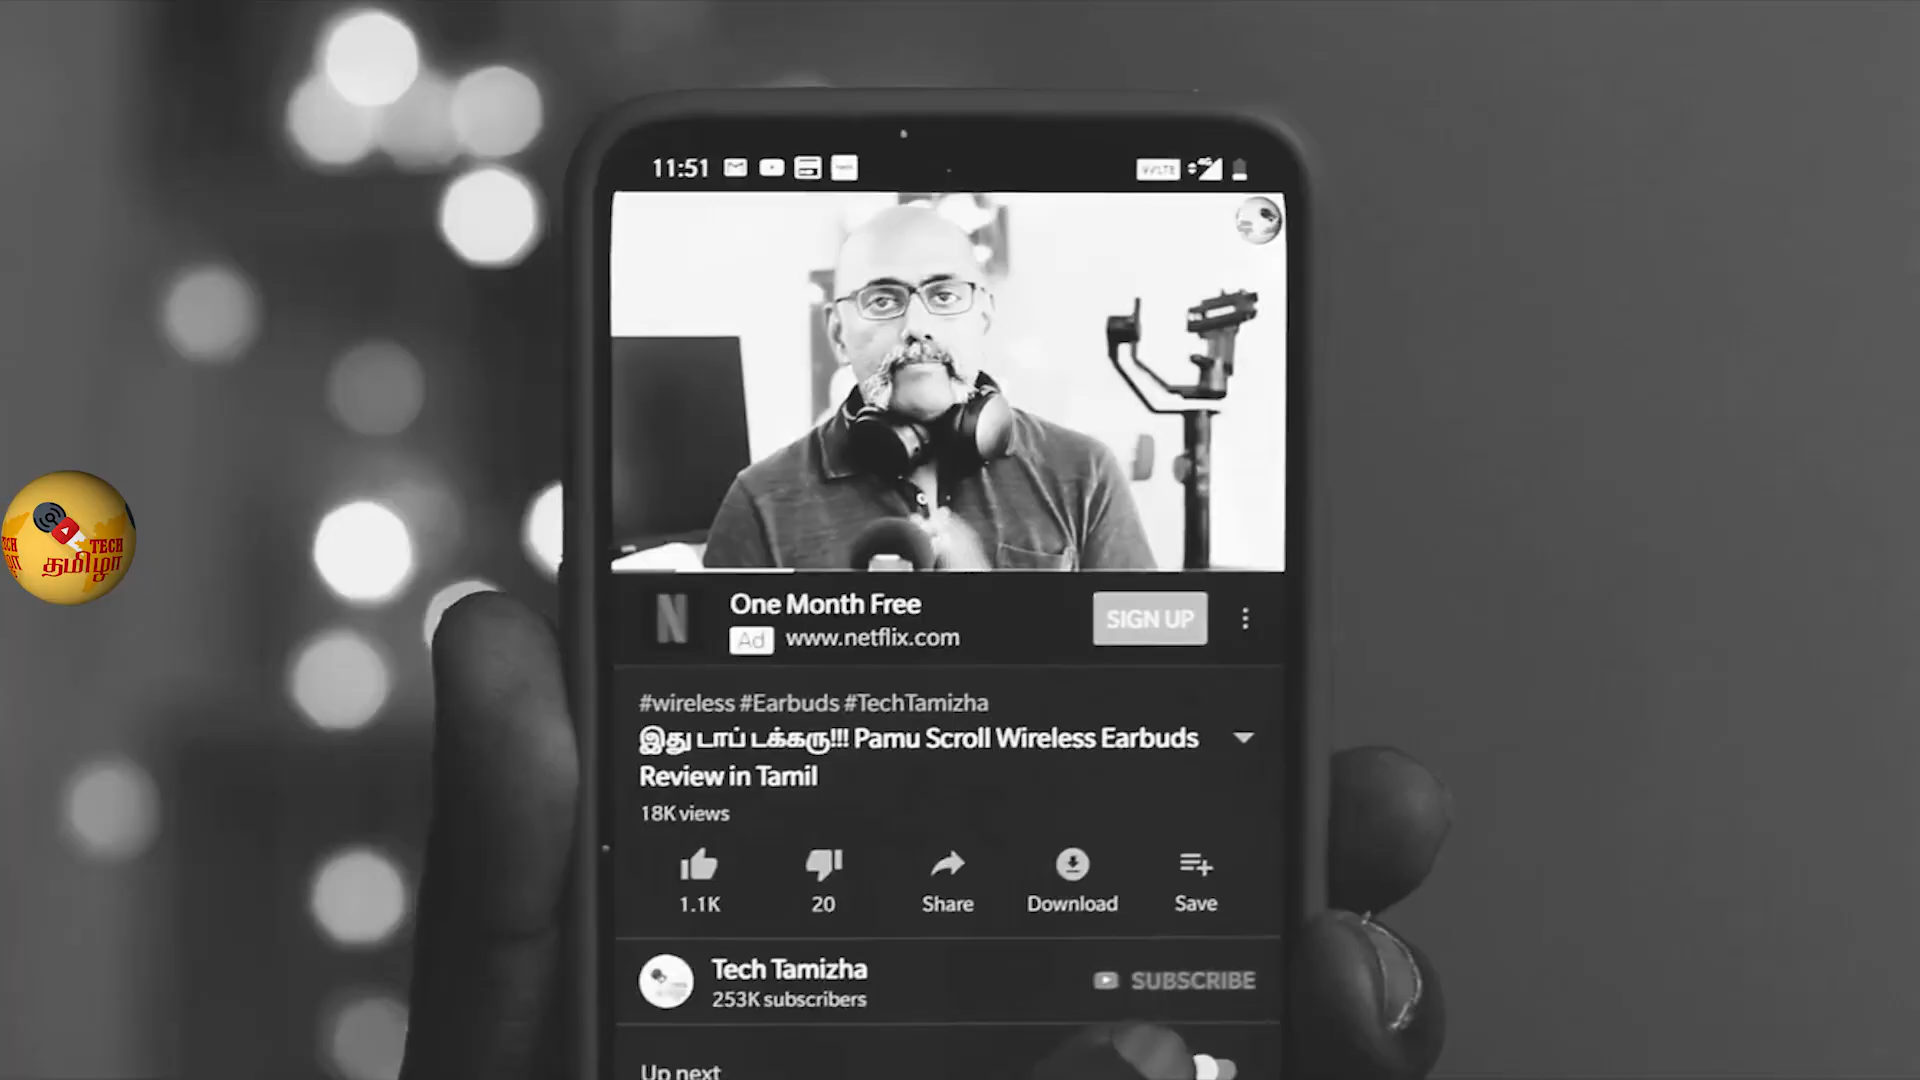 11:51
VoLTE 4G
TECH
தமிழா
One Month Free
SIGN UP
Ad www.netflix.com
#wireless #Earbuds #TechTamizha
இது டாப் டக்கரு!!! Pamu Scroll Wireless Earbuds
Review in Tamil
18K views
1.1K
20
Share
Download
Save
Tech Tamizha
253K subscribers
SUBSCRIBE
Up next